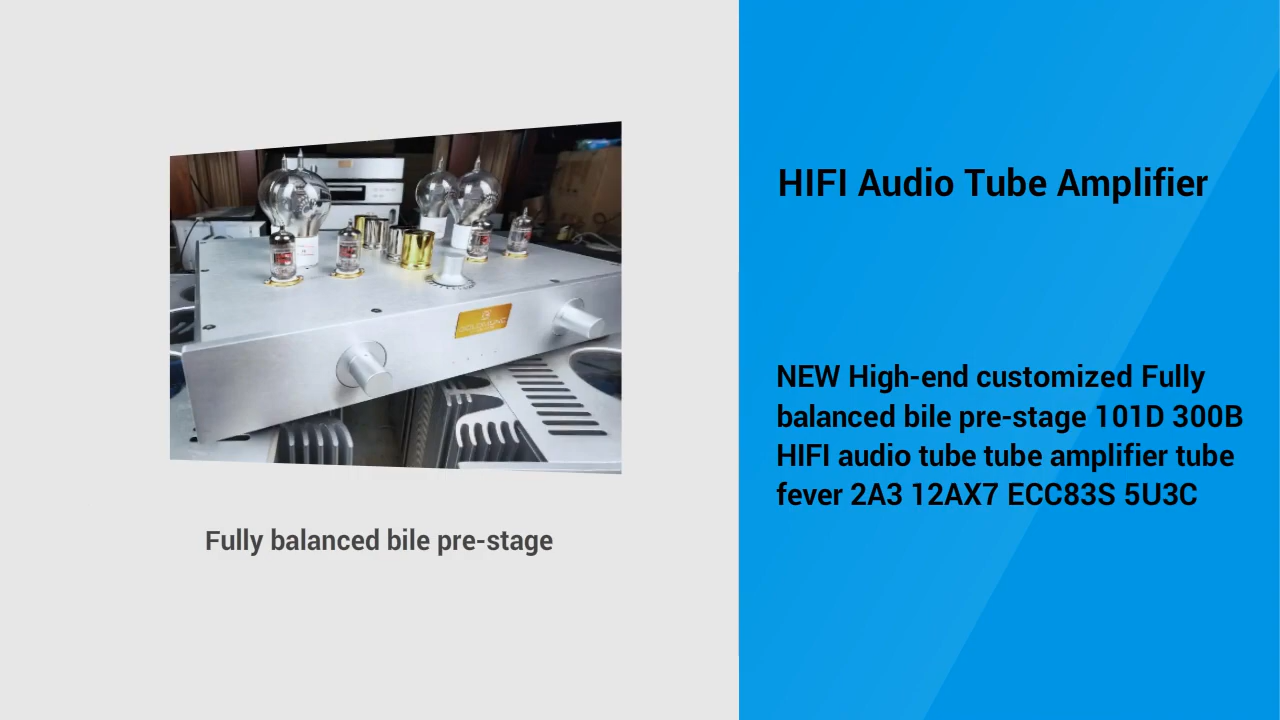 HIFI Audio Tube Amplifier
NEW High-end customized Fully
balanced bile pre-stage 101D 300B
HIFI audio tube tube amplifier tube
fever 2A3 12AX7 ECC83S 5U3C
Fully balanced bile pre-stage